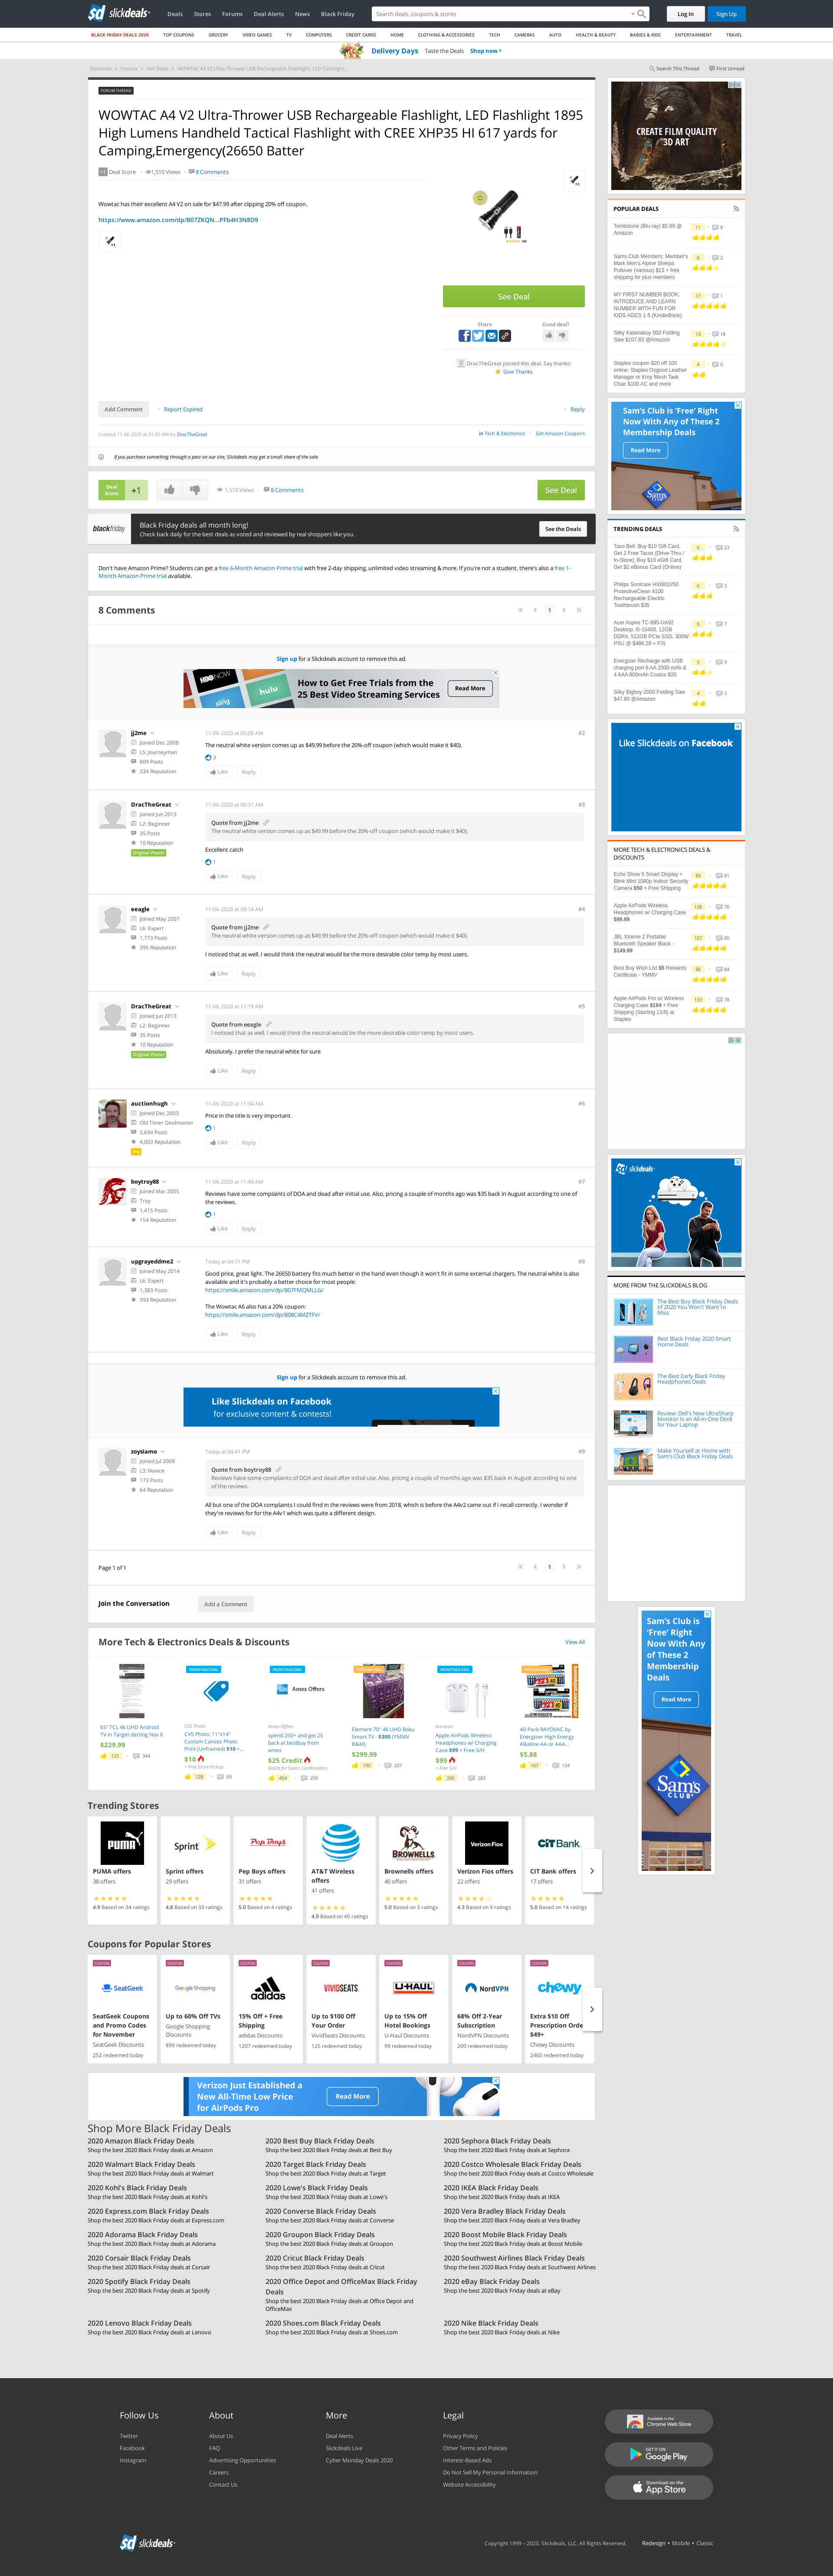 sd slickdeals
Deals Stores Forums Deal Alerts News Black Friday
Search deals, coupons & stores
Log In Sign Up
BLACK FRIDAY DEALS 2020 TOP COUPONS GROCERY VIDEO GAMES TV COMPUTERS CREDIT CARDS HOME CLOTHING & ACCESSORIES TECH CAMERAS AUTO HEALTH & BEAUTY BABIES & KIDS ENTERTAINMENT TRAVEL
Delivery Days Taste the Deals Shop now ›
Slickdeals › Forums › Hot Deals › WOWTAC A4 V2 Ultra-Thrower USB Rechargeable Flashlight, LED Flashlight...
Search This Thread First Unread
FORUM THREAD
WOWTAC A4 V2 Ultra-Thrower USB Rechargeable Flashlight, LED Flashlight 1895
High Lumens Handheld Tactical Flashlight with CREE XHP35 HI 617 yards for
Camping,Emergency(26650 Batter
+1 Deal Score 1,510 Views 8 Comments
Wowtac has their excellent A4 V2 on sale for $47.99 after clipping 20% off coupon.
https://www.amazon.com/dp/B07ZKQN...PFb4H3N8D9
See Deal
Share Good deal?
DracTheGreat posted this deal. Say thanks!
Give Thanks
Add Comment Report Expired Reply
Created 11-06-2020 at 01:50 AM by DracTheGreat
in Tech & Electronics Get Amazon Coupons
If you purchase something through a post on our site, Slickdeals may get a small share of the sale.
Deal
Score
+1
1,510 Views 8 Comments
See Deal
blackfriday
Black Friday deals all month long!
Check back daily for the best deals as voted and reviewed by real shoppers like you.
See the Deals
Don't have Amazon Prime? Students can get a free 6-Month Amazon Prime trial with free 2-day shipping, unlimited video streaming & more. If you're not a student, there's also a free 1-
Month Amazon Prime trial available.
8 Comments
1
Sign up for a Slickdeals account to remove this ad.
HBO NOW
sling
hulu
How to Get Free Trials from the
25 Best Video Streaming Services
Read More
jj2me
Joined Dec 2008
L5: Journeyman
809 Posts
334 Reputation
11-06-2020 at 05:08 AM
#2
The neutral white version comes up as $49.99 before the 20%-off coupon (which would make it $40).
3
Like Reply
DracTheGreat
Joined Jun 2013
L2: Beginner
35 Posts
10 Reputation
Original Poster
11-06-2020 at 06:31 AM
#3
Quote from jj2me
The neutral white version comes up as $49.99 before the 20%-off coupon (which would make it $40).
Excellent catch
1
Like Reply
eeagle
Joined May 2007
L6: Expert
1,773 Posts
395 Reputation
11-06-2020 at 08:14 AM
#4
Quote from jj2me
The neutral white version comes up as $49.99 before the 20%-off coupon (which would make it $40).
I noticed that as well. I would think the neutral would be the more desirable color temp by most users.
Like Reply
DracTheGreat
Joined Jun 2013
L2: Beginner
35 Posts
10 Reputation
Original Poster
11-06-2020 at 11:19 AM
#5
Quote from eeagle
I noticed that as well. I would think the neutral would be the more desirable color temp by most users.
Absolutely. I prefer the neutral white for sure
Like Reply
auctionhugh
Joined Dec 2003
Old Timer Dealmaster
3,694 Posts
4,003 Reputation
Pro
11-06-2020 at 11:34 AM
#6
Price in the title is very important.
1
Like Reply
boytroy88
Joined Mar 2005
Troy
1,415 Posts
154 Reputation
11-06-2020 at 11:40 AM
#7
Reviews have some complaints of DOA and dead after initial use. Also, pricing a couple of months ago was $35 back in August according to one of
the reviews.
1
Like Reply
upgrayeddme2
Joined May 2014
L6: Expert
1,383 Posts
393 Reputation
Today at 04:31 PM
#8
Good price, great light. The 26650 battery fits much better in the hand even though it won't fit in some external chargers. The neutral white is also
available and it's probably a better choice for most people:
https://smile.amazon.com/dp/B07FMQMLLG/
The Wowtac A6 also has a 20% coupon:
https://smile.amazon.com/dp/B08C4MZTFV/
Like Reply
Sign up for a Slickdeals account to remove this ad.
Like Slickdeals on Facebook
for exclusive content & contests!
zoysiamo
Joined Jul 2009
L3: Novice
173 Posts
64 Reputation
Today at 04:41 PM
#9
Quote from boytroy88
Reviews have some complaints of DOA and dead after initial use. Also, pricing a couple of months ago was $35 back in August according to one
of the reviews.
All but one of the DOA complaints I could find in the reviews were from 2018, which is before the A4v2 came out if I recall correctly. I wonder if
they're reviews for for the A4v1 which was quite a different design.
Like Reply
Page 1 of 1
1
Join the Conversation Add a Comment
More Tech & Electronics Deals & Discounts View All
65" TCL 4k UHD Android
TV in Target darting Nov 6
$229.99
125 344
FRONTPAGE DEAL
CVS Photo
CVS Photo: 11"x14"
Custom Canvas Photo
Print (Unframed) $10 +...
$10
+ Free Store Pickup
128 69
FRONTPAGE DEAL
Amex Offers
Amex Offers
spend 250+ and get 25
back at bestbuy from
amex
$25 Credit
(Valid for Select Cardholders)
454 209
POPULAR DEAL
Element 70" 4k UHD Roku
Smart TV - $300 (YMMV
B&M)
$299.99
190 287
FRONTPAGE DEAL
Amazon
Apple AirPods Wireless
Headphones w/ Charging
Case $99 + Free S/H
$99
+ Free S/H
336 283
POPULAR DEAL
40-Pack RAYOVAC by
Energizer High Energy
Alkaline AA or AAA...
$5.88
167 134
Trending Stores
PUMA
PUMA offers
38 offers
4.9 Based on 34 ratings
Sprint
Sprint offers
29 offers
4.8 Based on 33 ratings
Pep Boys
Pep Boys offers
31 offers
5.0 Based on 4 ratings
AT&T Wireless
offers
41 offers
4.9 Based on 40 ratings
BROWNELLS
Brownells offers
40 offers
5.0 Based on 3 ratings
Verizon Fios
Verizon Fios offers
22 offers
4.3 Based on 9 ratings
CIT Bank
CIT Bank offers
17 offers
5.0 Based on 14 ratings
Coupons for Popular Stores
COUPON
SeatGeek
SeatGeek Coupons
and Promo Codes
for November
SeatGeek Discounts
252 redeemed today
COUPON
Google Shopping
Up to 60% Off TVs
Google Shopping
Discounts
899 redeemed today
COUPON
adidas
15% Off + Free
Shipping
adidas Discounts
1207 redeemed today
COUPON
VIVIDSEATS
Up to $100 Off
Your Order
VividSeats Discounts
125 redeemed today
COUPON
U-HAUL
Up to 15% Off
Hotel Bookings
U-Haul Discounts
99 redeemed today
COUPON
NordVPN
68% Off 2-Year
Subscription
NordVPN Discounts
200 redeemed today
COUPON
chewy
Extra $10 Off
Prescription Orde
$49+
Chewy Discounts
2460 redeemed today
Verizon Just Established a
New All-Time Low Price
for AirPods Pro
Read More
Shop More Black Friday Deals
2020 Amazon Black Friday Deals
Shop the best 2020 Black Friday deals at Amazon
2020 Best Buy Black Friday Deals
Shop the best 2020 Black Friday deals at Best Buy
2020 Sephora Black Friday Deals
Shop the best 2020 Black Friday deals at Sephora
2020 Walmart Black Friday Deals
Shop the best 2020 Black Friday deals at Walmart
2020 Target Black Friday Deals
Shop the best 2020 Black Friday deals at Target
2020 Costco Wholesale Black Friday Deals
Shop the best 2020 Black Friday deals at Costco Wholesale
2020 Kohl's Black Friday Deals
Shop the best 2020 Black Friday deals at Kohl's
2020 Lowe's Black Friday Deals
Shop the best 2020 Black Friday deals at Lowe's
2020 IKEA Black Friday Deals
Shop the best 2020 Black Friday deals at IKEA
2020 Express.com Black Friday Deals
Shop the best 2020 Black Friday deals at Express.com
2020 Converse Black Friday Deals
Shop the best 2020 Black Friday deals at Converse
2020 Vera Bradley Black Friday Deals
Shop the best 2020 Black Friday deals at Vera Bradley
2020 Adorama Black Friday Deals
Shop the best 2020 Black Friday deals at Adorama
2020 Groupon Black Friday Deals
Shop the best 2020 Black Friday deals at Groupon
2020 Boost Mobile Black Friday Deals
Shop the best 2020 Black Friday deals at Boost Mobile
2020 Corsair Black Friday Deals
Shop the best 2020 Black Friday deals at Corsair
2020 Cricut Black Friday Deals
Shop the best 2020 Black Friday deals at Cricut
2020 Southwest Airlines Black Friday Deals
Shop the best 2020 Black Friday deals at Southwest Airlines
2020 Spotify Black Friday Deals
Shop the best 2020 Black Friday deals at Spotify
2020 Office Depot and OfficeMax Black Friday
Deals
Shop the best 2020 Black Friday deals at Office Depot and
OfficeMax
2020 eBay Black Friday Deals
Shop the best 2020 Black Friday deals at eBay
2020 Lenovo Black Friday Deals
Shop the best 2020 Black Friday deals at Lenovo
2020 Shoes.com Black Friday Deals
Shop the best 2020 Black Friday deals at Shoes.com
2020 Nike Black Friday Deals
Shop the best 2020 Black Friday deals at Nike
CREATE FILM QUALITY
3D ART
POPULAR DEALS
Tombstone (Blu-ray) $5.99 @
Amazon
11 8
Sams Club Members: Member's
Mark Men's Alpine Sherpa
Pullover (various) $13 + free
shipping for plus members
8 2
MY FIRST NUMBER BOOK:
INTRODUCE AND LEARN
NUMBER WITH FUN FOR
KIDS AGES 1-5 (KindleBook)
17 1
Silky Katanaboy 500 Folding
Saw $107.83 @Amazon
13 16
Staples coupon $20 off 100
online. Staples Osgood Leather
Manager or Kroy Mesh Task
Chair $100 AC and more
4 0
Sam's Club is 'Free' Right
Now With Any of These 2
Membership Deals
Read More
Sam's Club
TRENDING DEALS
Taco Bell: Buy $10 Gift Card,
Get 2 Free Tacos (Drive-Thru /
In-Store); Buy $10 eGift Card,
Get $2 eBonus Card (Online)
6 23
Philips Sonicare HX6810/50
ProtectiveClean 4100
Rechargeable Electric
Toothbrush $35
6 3
Acer Aspire TC-895-UA92
Desktop: i5-10400, 12GB
DDR4, 512GB PCIe SSD, 300W
PSU @ $486.28 + F/S
6 7
Energizer Recharge with USB
charging port 6 AA 2000 mAh &
4 AAA 800mAh Costco $20
5 9
Silky Bigboy 2000 Folding Saw
$47.60 @Amazon
4 3
Like Slickdeals on Facebook
MORE TECH & ELECTRONICS DEALS &
DISCOUNTS
Echo Show 5 Smart Display +
Blink Mini 1080p Indoor Security
Camera $50 + Free Shipping
83 81
Apple AirPods Wireless
Headphones w/ Charging Case
$99.99
128 70
JBL Xtreme 2 Portable
Bluetooth Speaker Black -
$149.99
107 80
Best Buy Wish List $5 Rewards
Certificate - YMMV
86 84
Apple AirPods Pro w/ Wireless
Charging Case $194 + Free
Shipping (Starting 11/8) at
Staples
133 78
sd slickdeals
MORE FROM THE SLICKDEALS BLOG
The Best Buy Black Friday Deals
of 2020 You Won't Want to
Miss
Best Black Friday 2020 Smart
Home Deals
The Best Early Black Friday
Headphones Deals
Review: Dell's New UltraSharp
Monitor Is an All-in-One Dock
for Your Laptop
Make Yourself at Home with
Sam's Club Black Friday Deals
Sam's Club is
'Free' Right
Now With Any
of These 2
Membership
Deals
Read More
Sam's Club
Follow Us
Twitter
Facebook
Instagram
About
About Us
FAQ
Advertising Opportunities
Careers
Contact Us
More
Deal Alerts
Slickdeals Live
Cyber Monday Deals 2020
Legal
Privacy Policy
Other Terms and Policies
Interest-Based Ads
Do Not Sell My Personal Information
Website Accessibility
Available in the
Chrome Web Store
GET IT ON
Google Play
Download on the
App Store
sd slickdeals
Copyright 1999 – 2020. Slickdeals, LLC. All Rights Reserved. Redesign • Mobile • Classic